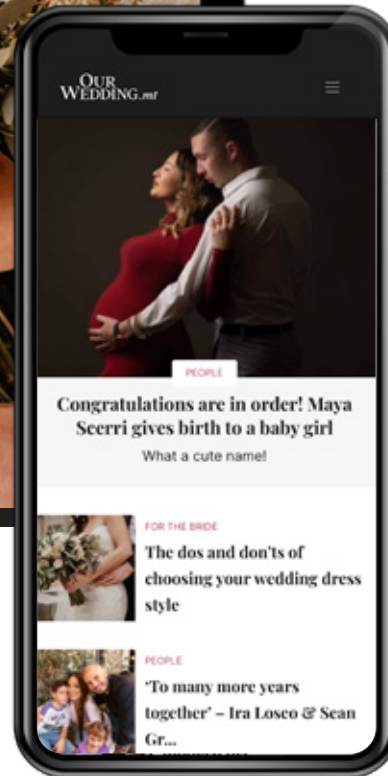 OUR
WEDDING.mt
PEOPLE
Congratulations are in order! Maya
Scerri gives birth to a baby girl
What a cute name!
FOR THE BRIDE
The dos and don'ts of
choosing your wedding dress
style
PEOPLE
‘To many more years
together’ – Ira Losco & Sean
Gr...